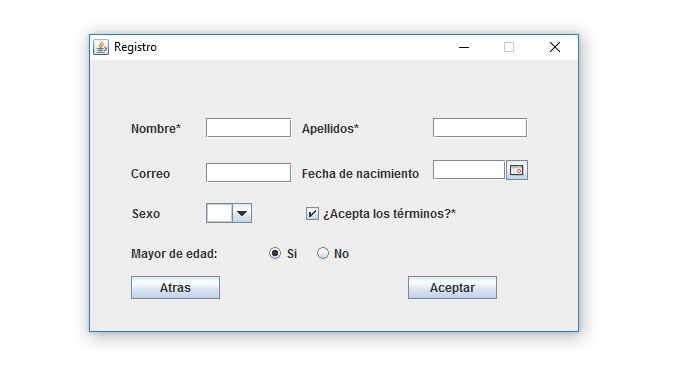 Registro
Nombre* Apellidos*
Correo Fecha de nacimiento
Sexo ¿Acepta los términos?*
Mayor de edad: Si No
Atras Aceptar